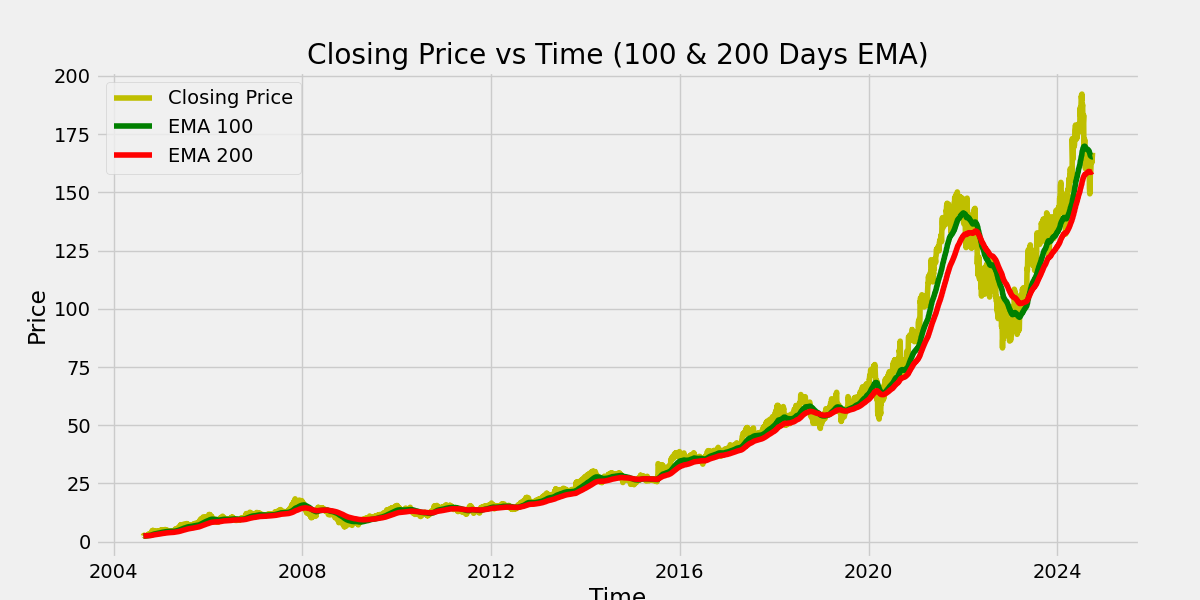 Closing Price vs Time (100 & 200 Days EMA)
Closing Price
EMA 100
EMA 200
Price
200
175
150
125
100
75
50
25
0
2004 2008 2012 2016 2020 2024
Time